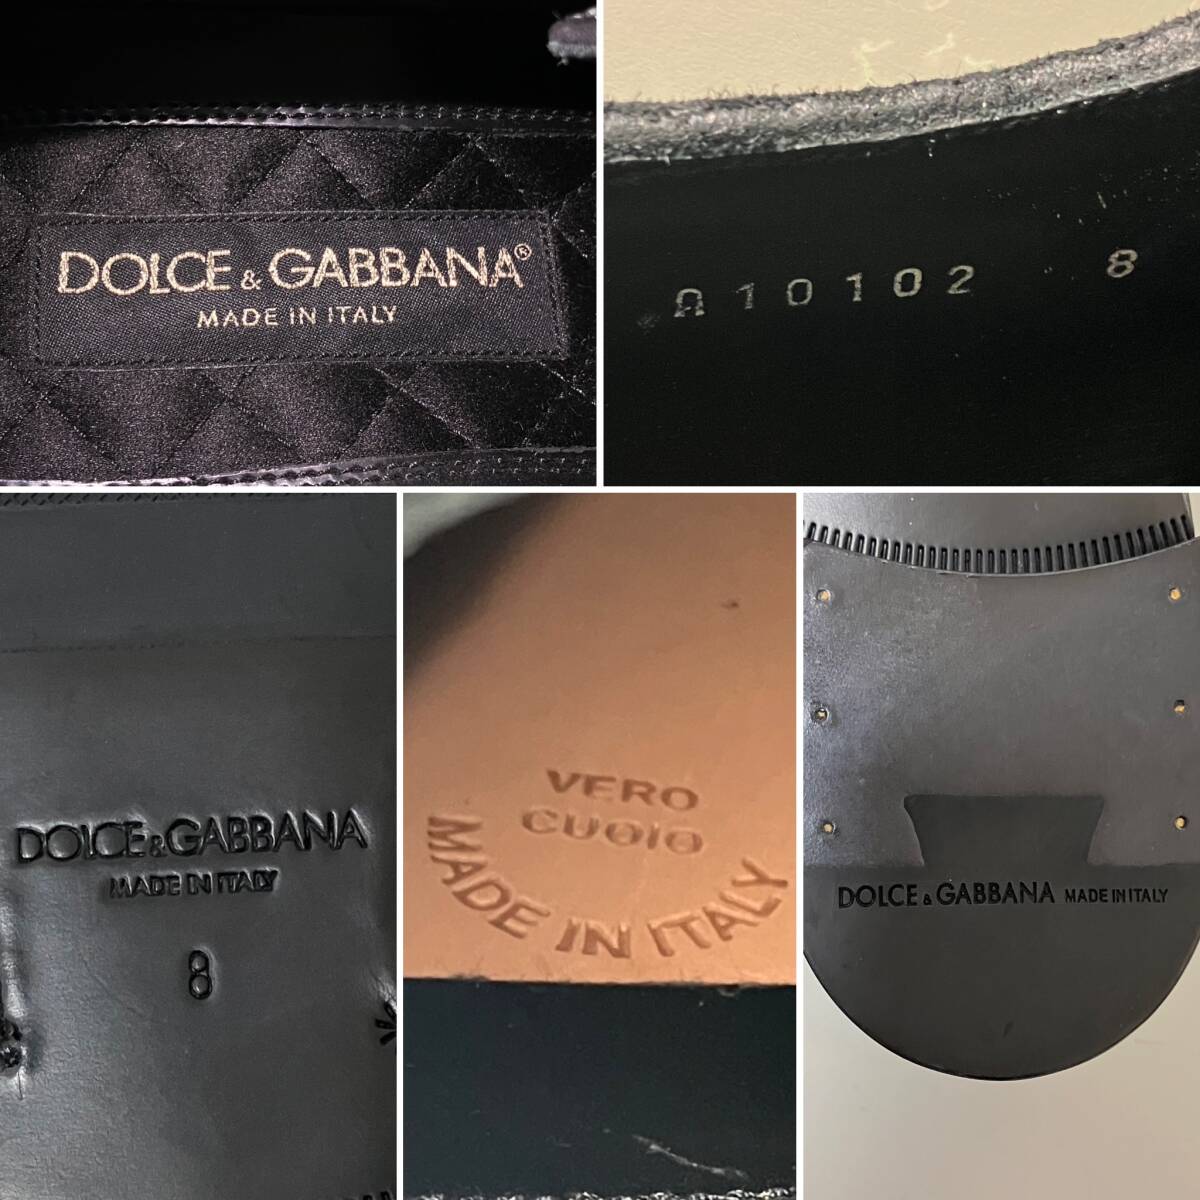 DOLCE & GABBANA®
MADE IN ITALY
A10102 8
DOLCE & GABBANA
MADE IN ITALY
8
VERO
CUOIO
MADE IN ITALY
DOLCE & GABBANA MADE IN ITALY